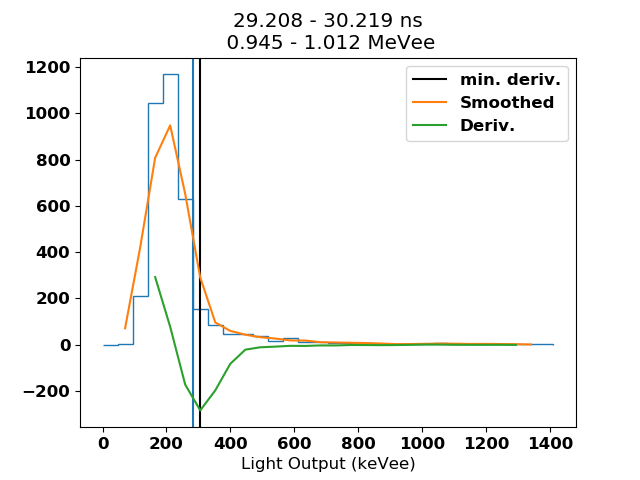 29.208 - 30.219 ns
0.945 - 1.012 MeVee
min. deriv.
Smoothed
Deriv.
1200
1000
800
600
400
200
0
−200
0 200 400 600 800 1000 1200 1400
Light Output (keVee)